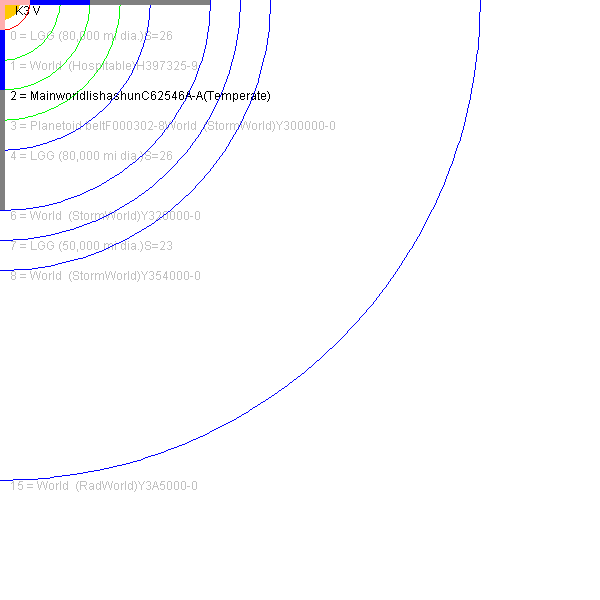 K3 V
0 = LGG (80,000 mi dia.)S=26
1 = World  (Hospitable)H397325-9
2 = MainworldIishashunC62546A-A(Temperate)
3 = Planetoid beltF000302-8World  (StormWorld)Y300000-0
4 = LGG (80,000 mi dia.)S=26
6 = World  (StormWorld)Y320000-0
7 = LGG (50,000 mi dia.)S=23
8 = World  (StormWorld)Y354000-0
15 = World  (RadWorld)Y3A5000-0